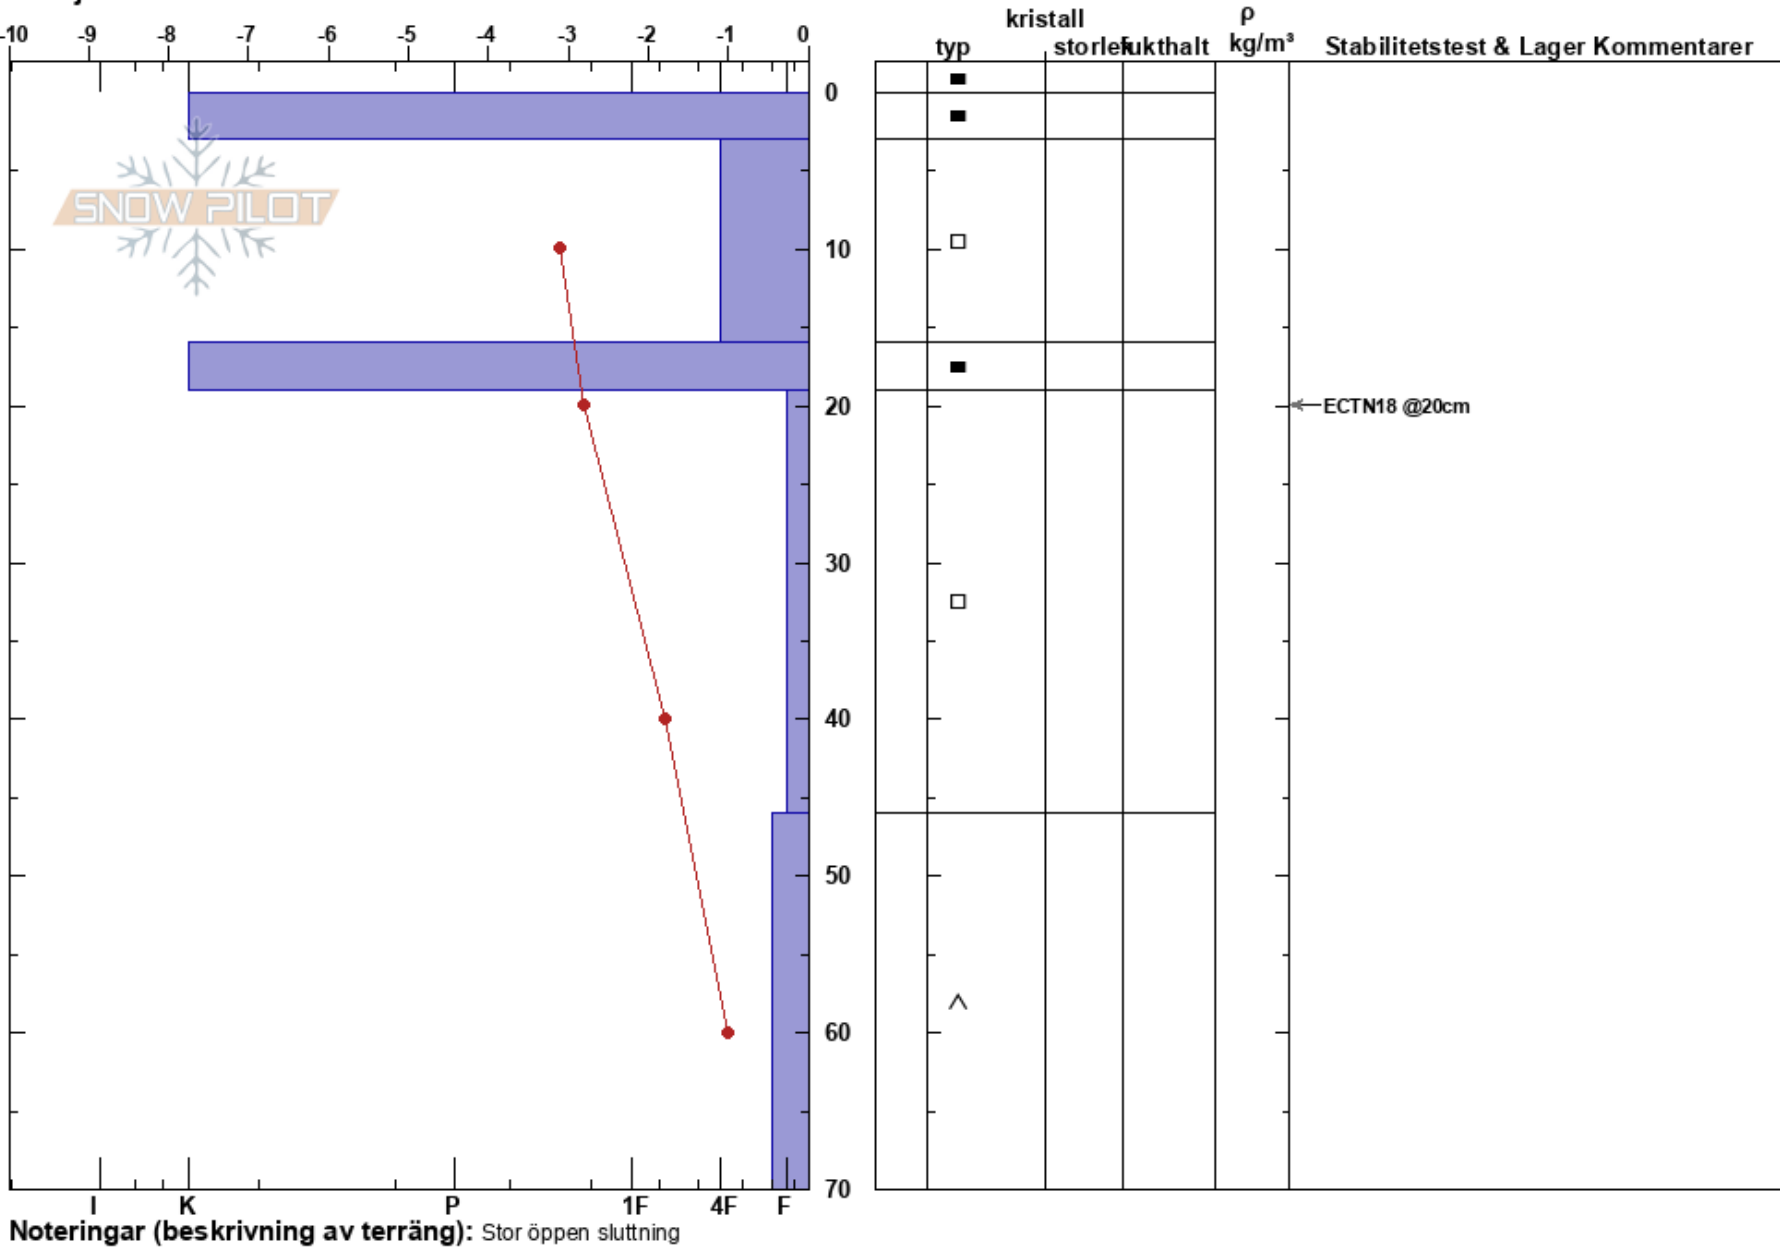 kristall ρ
-10 -9 -8 -7 -6 -5 -4 -3 -2 -1 0
typ storlek fukthalt kg/m³ Stabilitetstest & Lager Kommentarer
0
SNOW PILOT
10
20 ECTN18 @20cm
30
40
50
60
70
I K P 1F 4F F
Noteringar (beskrivning av terräng): Stor öppen sluttning